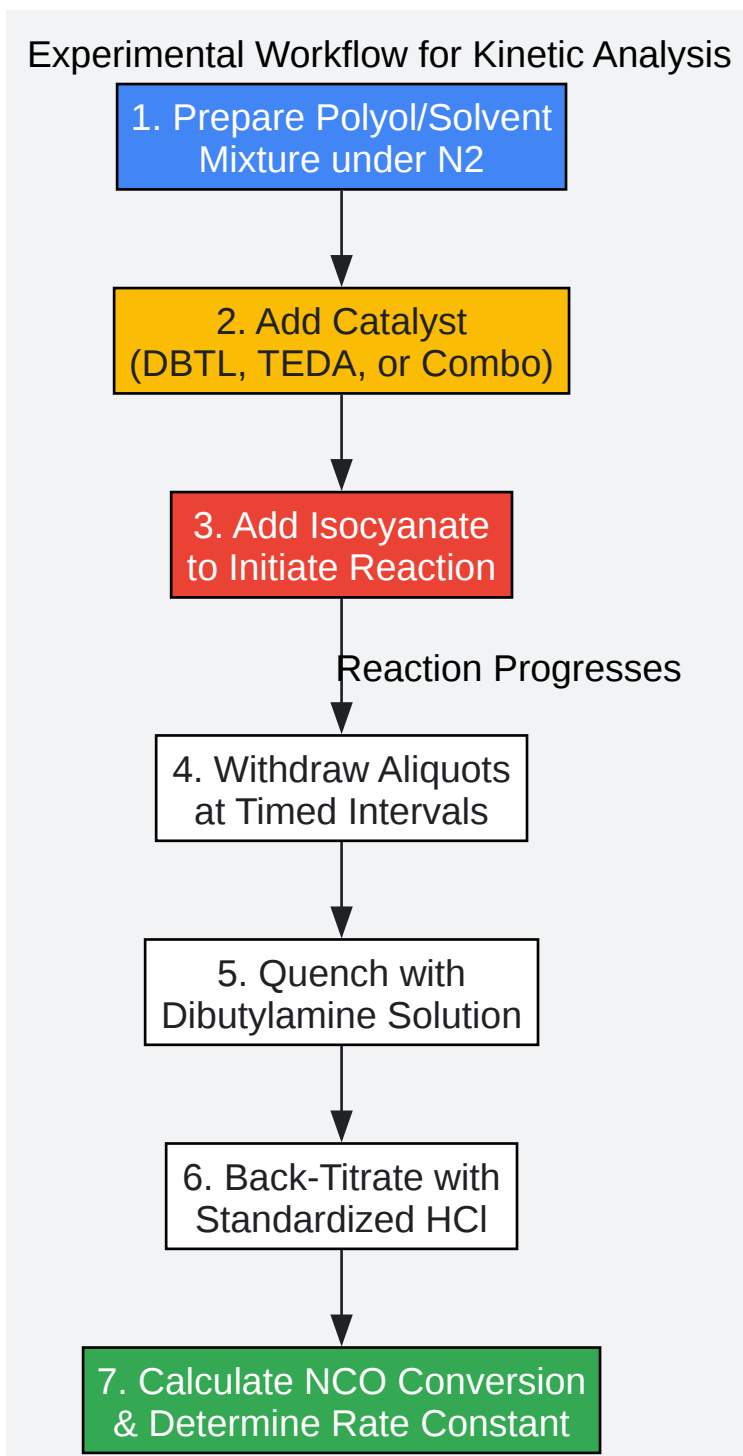 Experimental Workflow for Kinetic Analysis
1. Prepare Polyol/Solvent
Mixture under N2
2. Add Catalyst
(DBTL, TEDA, or Combo)
3. Add Isocyanate
to Initiate Reaction
Reaction Progresses
4. Withdraw Aliquots
at Timed Intervals
5. Quench with
Dibutylamine Solution
6. Back-Titrate with
Standardized HCl
7. Calculate NCO Conversion
& Determine Rate Constant